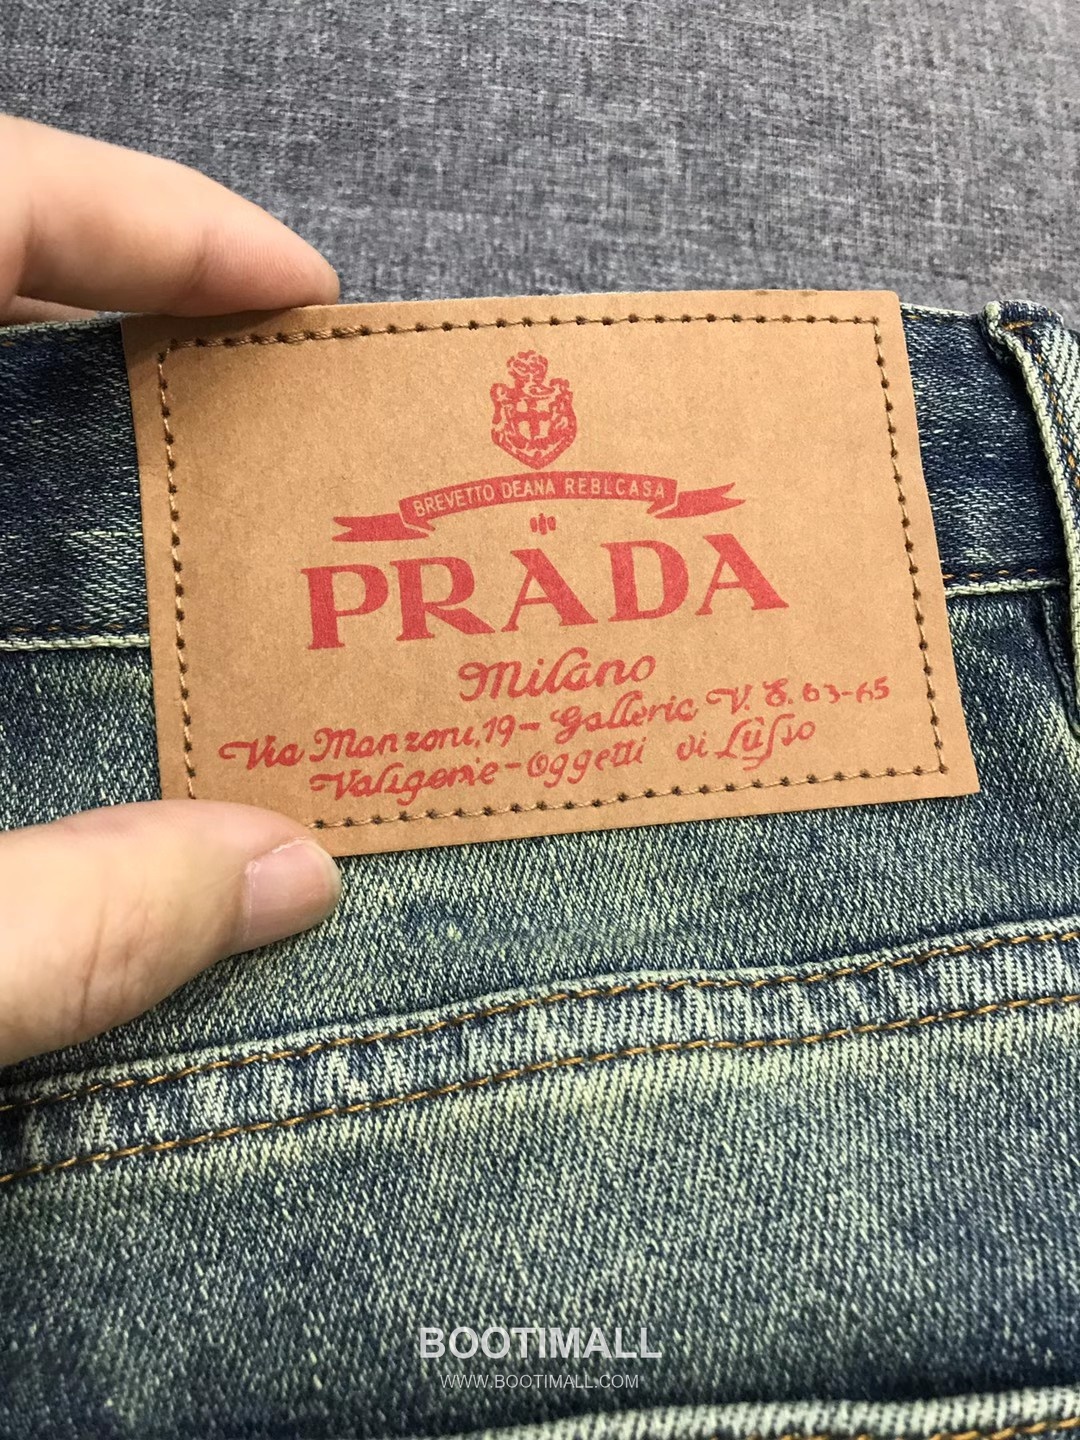 BREVETTO DEANA REBLCASA
PRADA
Milano
Via Manzoni, 19- Galleria V. E. 63-65
Valigerie-Oggetti di Lusso
BOOTIMALL
WWW.BOOTIMALL.COM